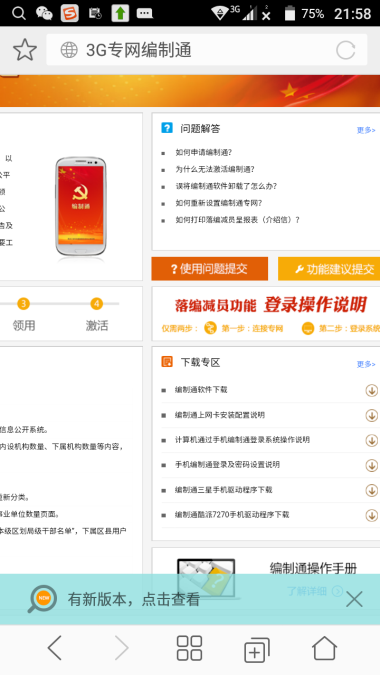 3G
75%
21:58
3G专网编制通
以
公平
编制通
公
告及
要工
3
4
领用
激活
问题解答
更多>
如何申请编制通?
为什么无法激活编制通?
误将编制通软件卸载了怎么办?
如何重新设置编制通专网?
如何打印落编减员呈报表（介绍信）?
?使用问题提交
功能建议提交
落编减员功能 登录操作说明
仅需两步: 第一步: 连接专网 第二步: 登录系统
信息公开系统。
内设机构数量、下属机构数量等内容，
重新分类。
事业单位数量页面。
本级区划局级干部名单"，下属区县用户
下载专区
更多>
编制通软件下载
编制通上网卡安装配置说明
计算机通过手机编制通登录系统操作说明
手机编制通登录及密码设置说明
编制通三星手机驱动程序下载
编制通酷派7270手机驱动程序下载
编制通操作手册
了解详细
NEW
有新版本，点击查看